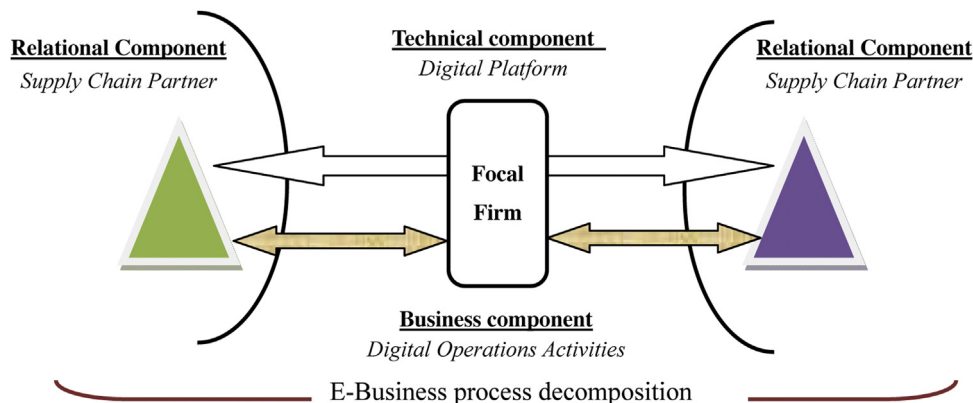 Relational Component
Supply Chain Partner
Technical component
Digital Platform
Relational Component
Supply Chain Partner
Focal
Firm
Business component
Digital Operations Activities
E-Business process decomposition